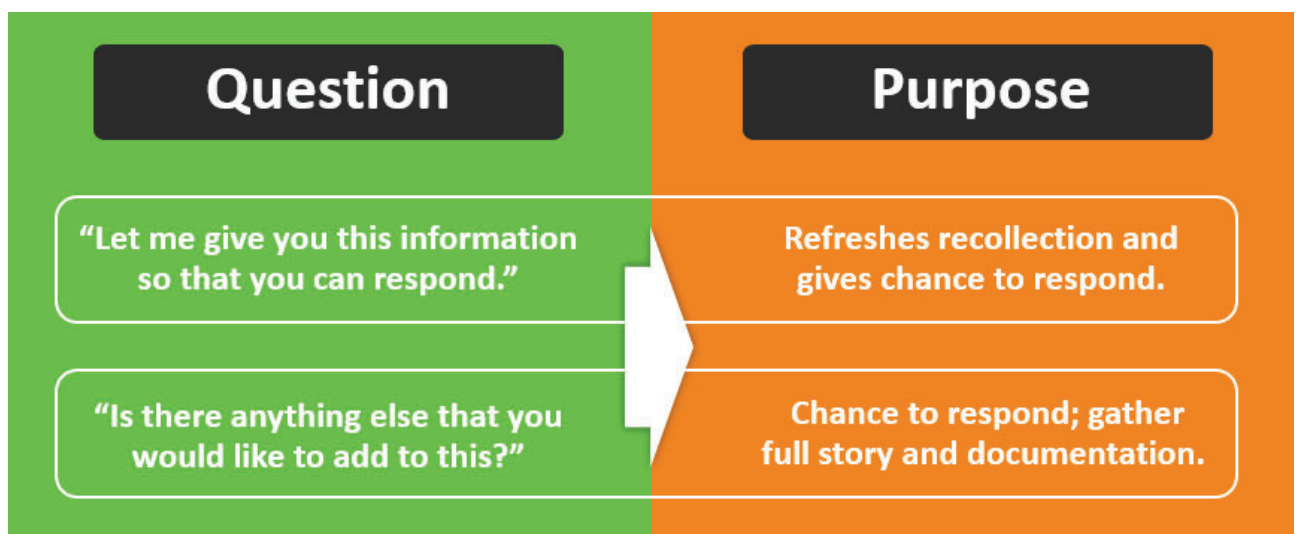 Question
Purpose
“Let me give you this information
so that you can respond.”
Refreshes recollection and
gives chance to respond.
“Is there anything else that you
would like to add to this?”
Chance to respond; gather
full story and documentation.